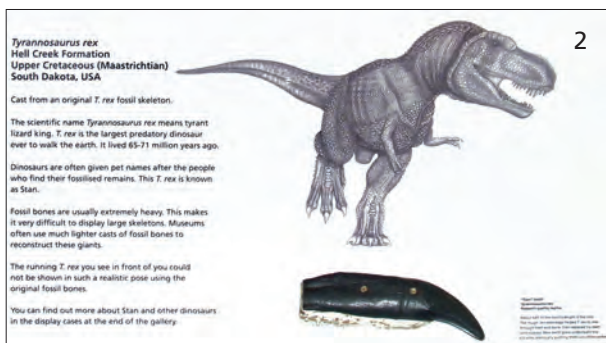 Tyrannosaurus rex
Hell Creek Formation
Upper Cretaceous (Maastrichtian)
South Dakota, USA
Cast from an original T. rex fossil skeleton.
The scientific name Tyrannosaurus rex means tyrant
lizard king. T. rex is the largest predatory dinosaur
ever to walk the earth. It lived 65-71 million years ago.
Dinosaurs are often given pet names after the people
who find their fossilised remains. This T. rex is known
as Stan.
Fossil bones are usually extremely heavy. This makes
it very difficult to display large skeletons. Museums
often use much lighter casts of fossil bones to
reconstruct these giants.
The running T. rex you see in front of you could
not be shown in such a realistic pose using the
original fossil bones.
You can find out more about Stan and other dinosaurs
in the display cases at the end of the gallery.
2